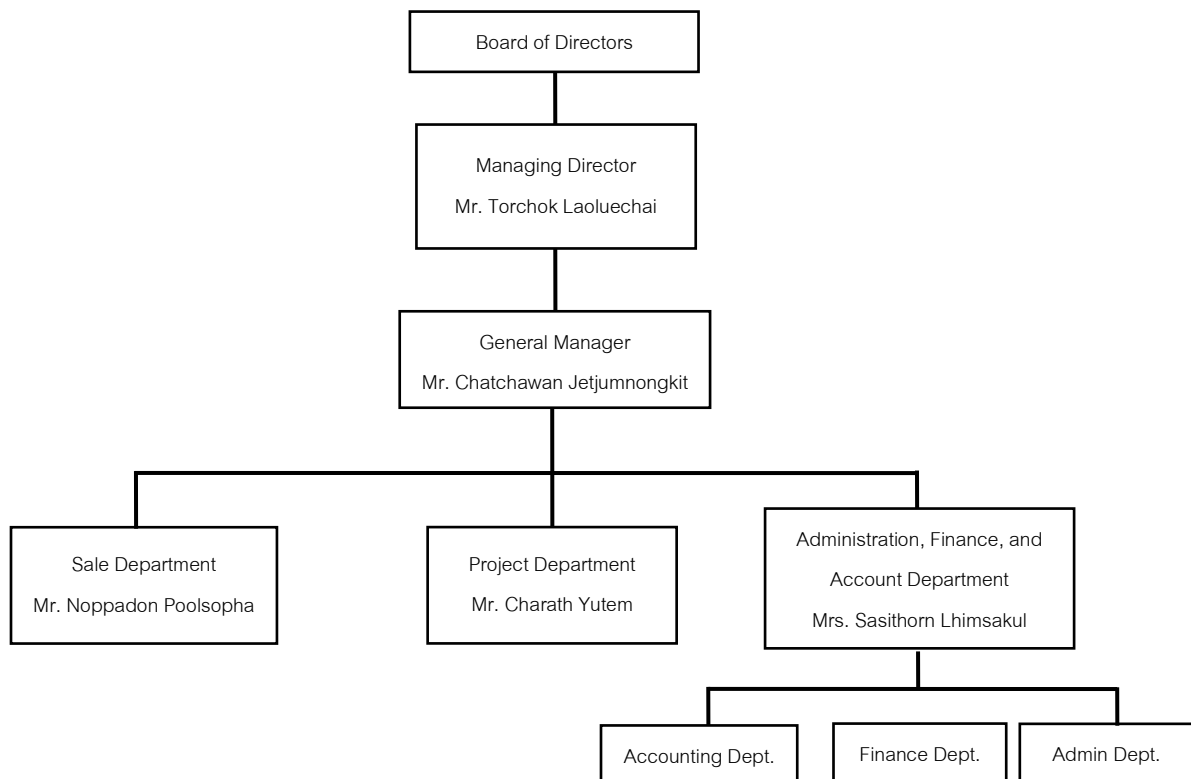 Board of Directors
Managing Director
Mr. Torchok Laoluechai
General Manager
Mr. Chatchawan Jetjumnongkit
Sale Department
Mr. Noppadon Poolsopha
Project Department
Mr. Charath Yutem
Administration, Finance, and
Account Department
Mrs. Sasithorn Lhimsakul
Accounting Dept.
Finance Dept.
Admin Dept.